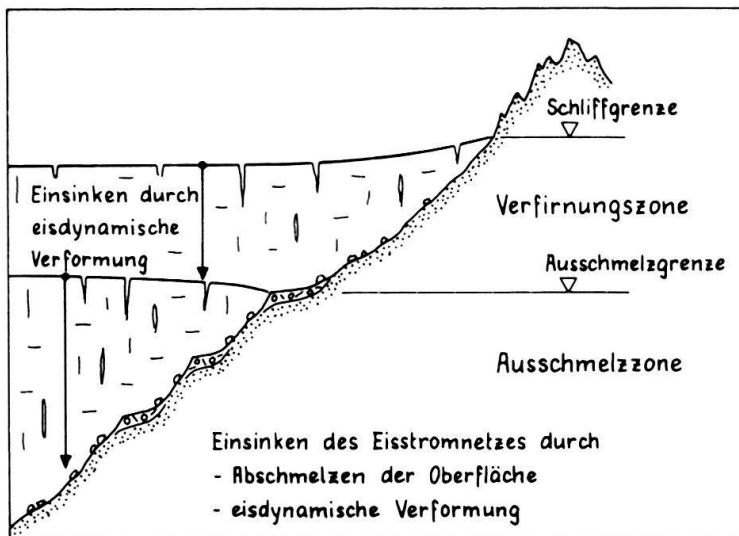 Schliffgrenze
Einsinken durch
eisdynamische
Verformung
Verfirnungszone
Ausschmelzgrenze
Ausschmelzzone
Einsinken des Eisstromnetzes durch
- Abschmelzen der Oberfläche
- eisdynamische Verformung